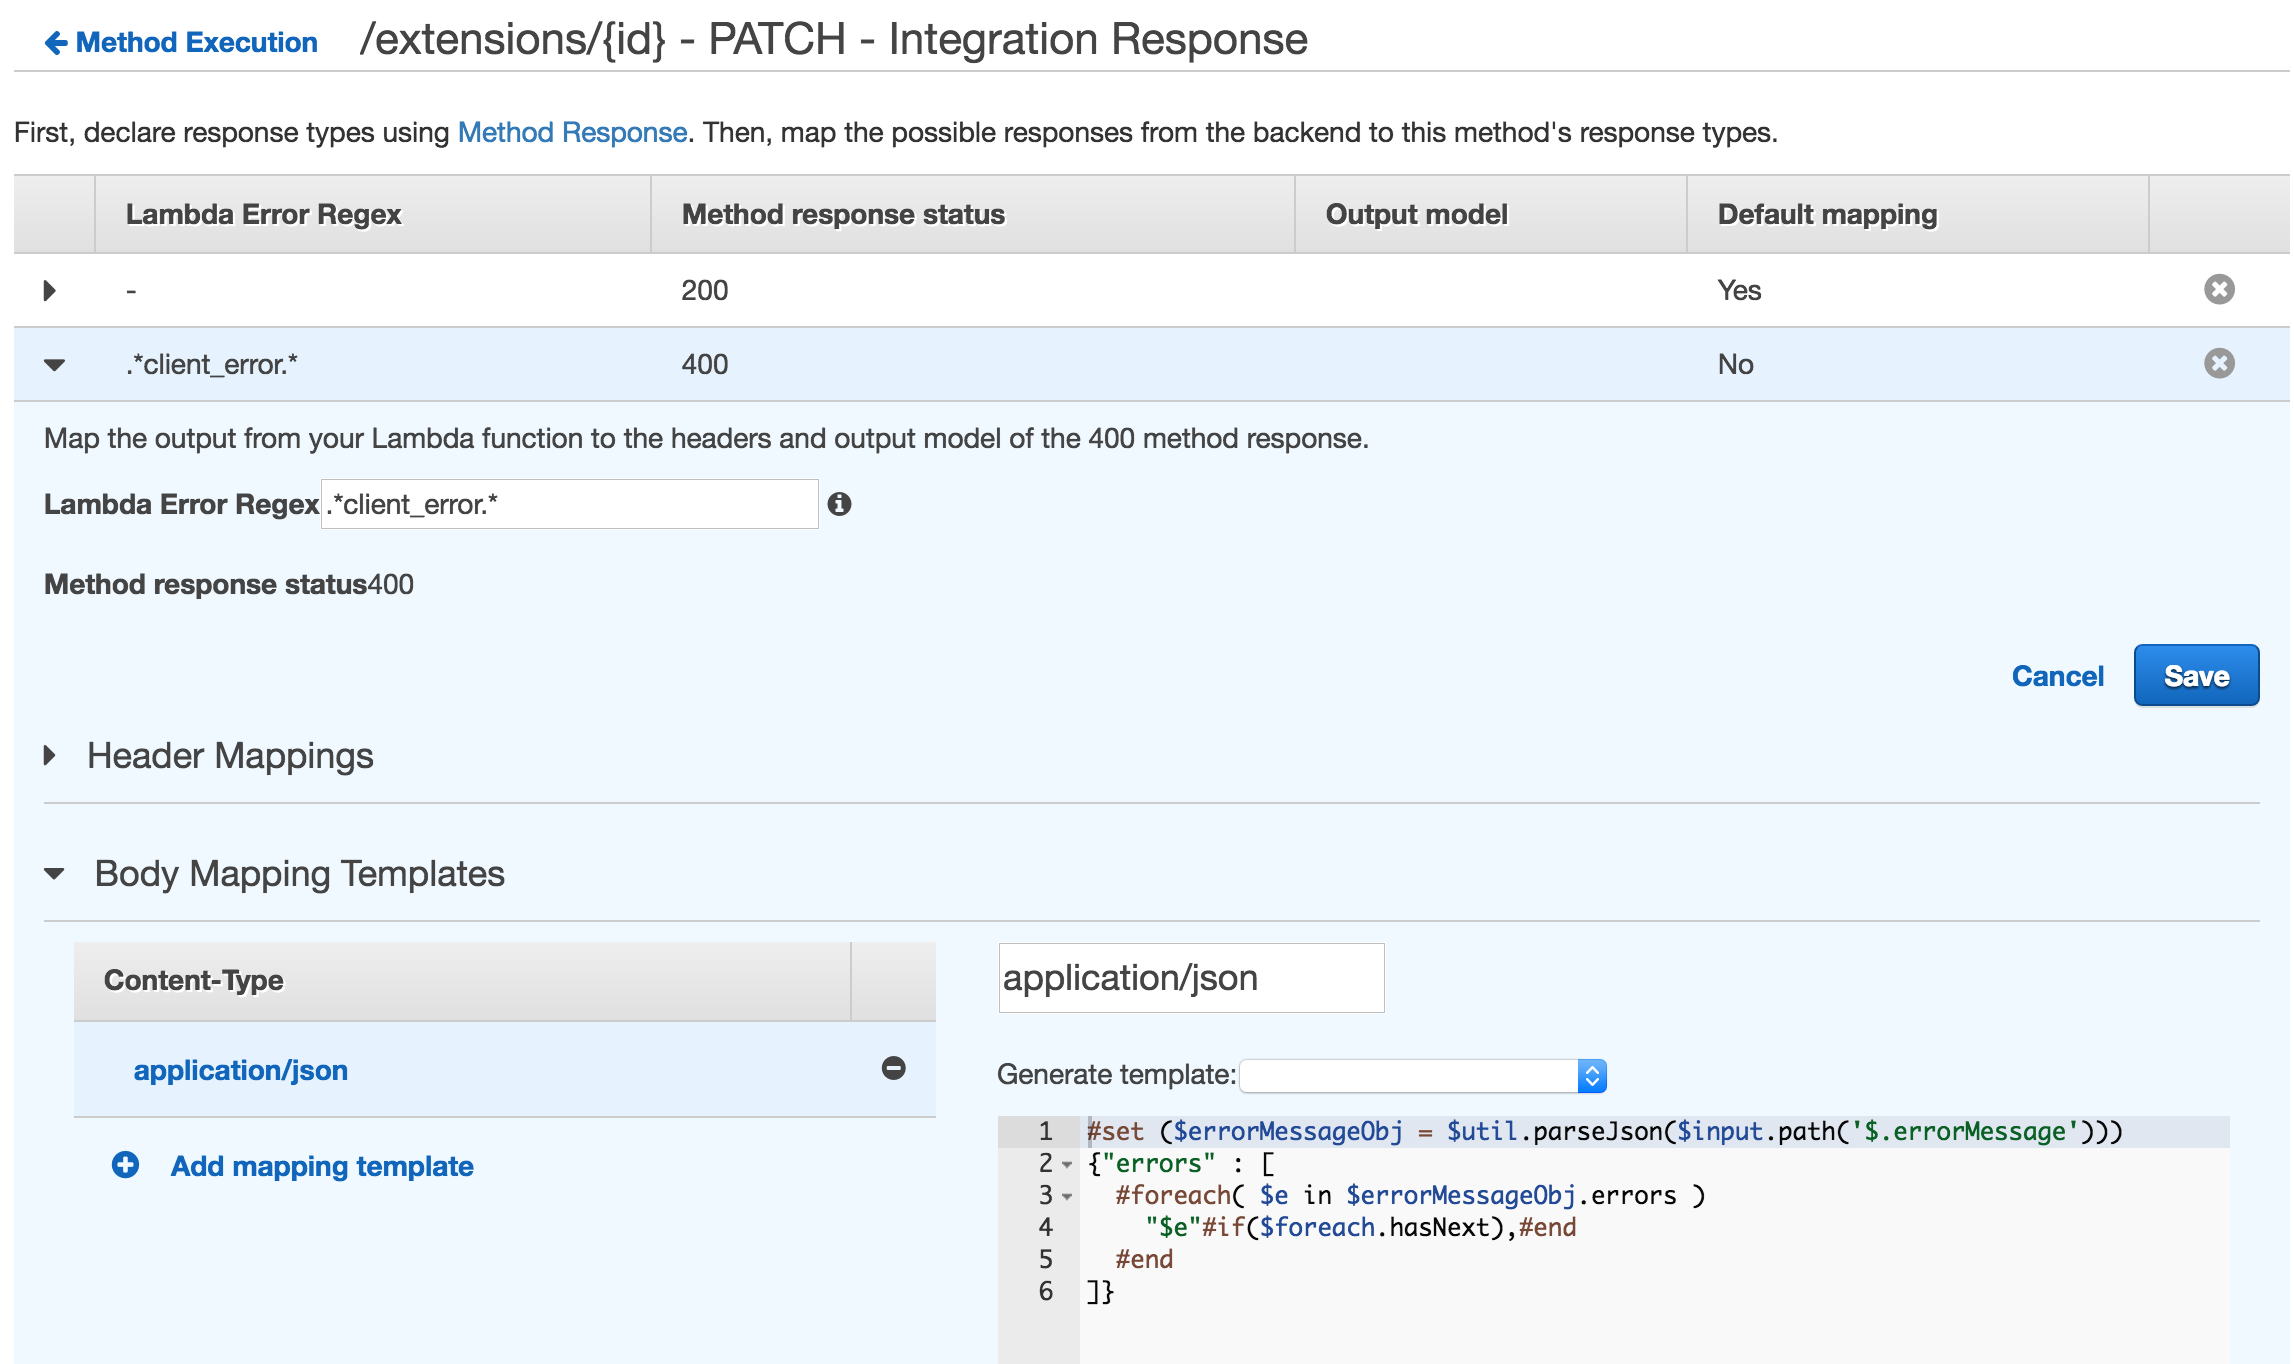 Method Execution /extensions/{id} - PATCH - Integration Response
First, declare response types using Method Response. Then, map the possible responses from the backend to this method's response types.
Lambda Error Regex Method response status Output model Default mapping
- 200 Yes
.*client_error.* 400 No
Map the output from your Lambda function to the headers and output model of the 400 method response.
Lambda Error Regex .*client_error.*
Method response status400
Cancel Save
Header Mappings
Body Mapping Templates
Content-Type
application/json
Add mapping template
application/json
Generate template:
1 #set ($errorMessageObj = $util.parseJson($input.path('$.errorMessage')))
2 {"errors" : [
3 #foreach( $e in $errorMessageObj.errors )
4 "$e"#if($foreach.hasNext),#end
5 #end
6 ]}